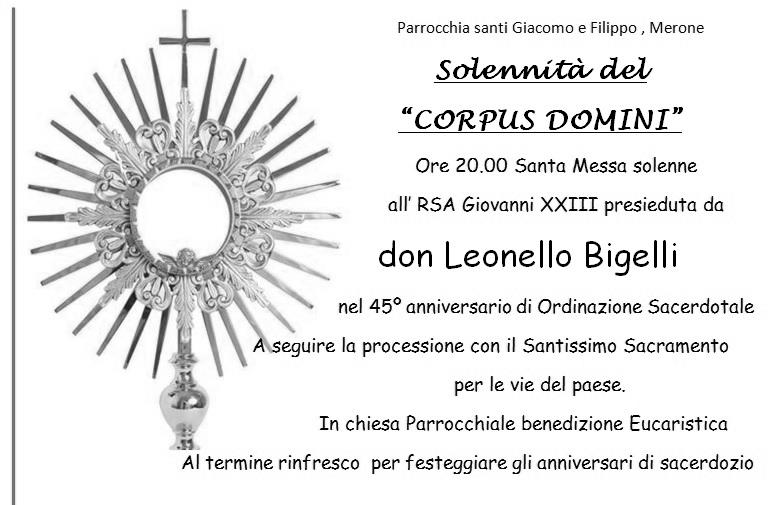 Parrocchia santi Giacomo e Filippo , Merone
Solennità del
“CORPUS DOMINI”
Ore 20.00 Santa Messa solenne
all’ RSA Giovanni XXIII presieduta da
don Leonello Bigelli
nel 45º anniversario di Ordinazione Sacerdotale
A seguire la processione con il Santissimo Sacramento
per le vie del paese.
In chiesa Parrocchiale benedizione Eucaristica
Al termine rinfresco  per festeggiare gli anniversari di sacerdozio